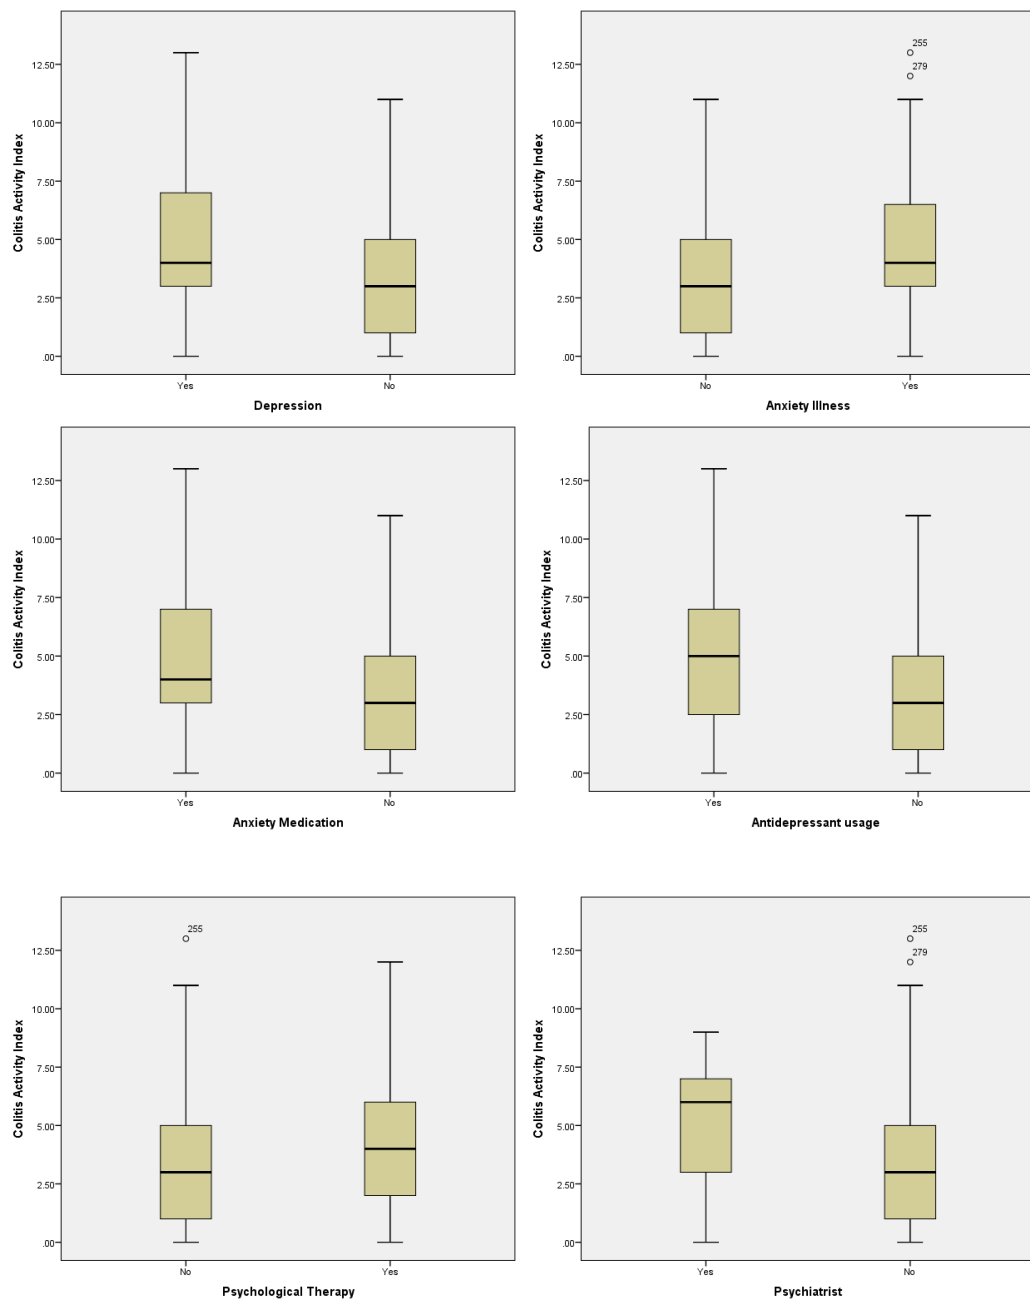 Colitis Activity Index
12.50
10.00
7.50
5.00
2.50
.00
Yes
No
Depression
Colitis Activity Index
12.50
10.00
7.50
5.00
2.50
.00
255
279
No
Yes
Anxiety Illness
Colitis Activity Index
12.50
10.00
7.50
5.00
2.50
.00
Yes
No
Anxiety Medication
Colitis Activity Index
12.50
10.00
7.50
5.00
2.50
.00
Yes
No
Antidepressant usage
Colitis Activity Index
12.50
10.00
7.50
5.00
2.50
.00
255
No
Yes
Psychological Therapy
Colitis Activity Index
12.50
10.00
7.50
5.00
2.50
.00
255
279
Yes
No
Psychiatrist